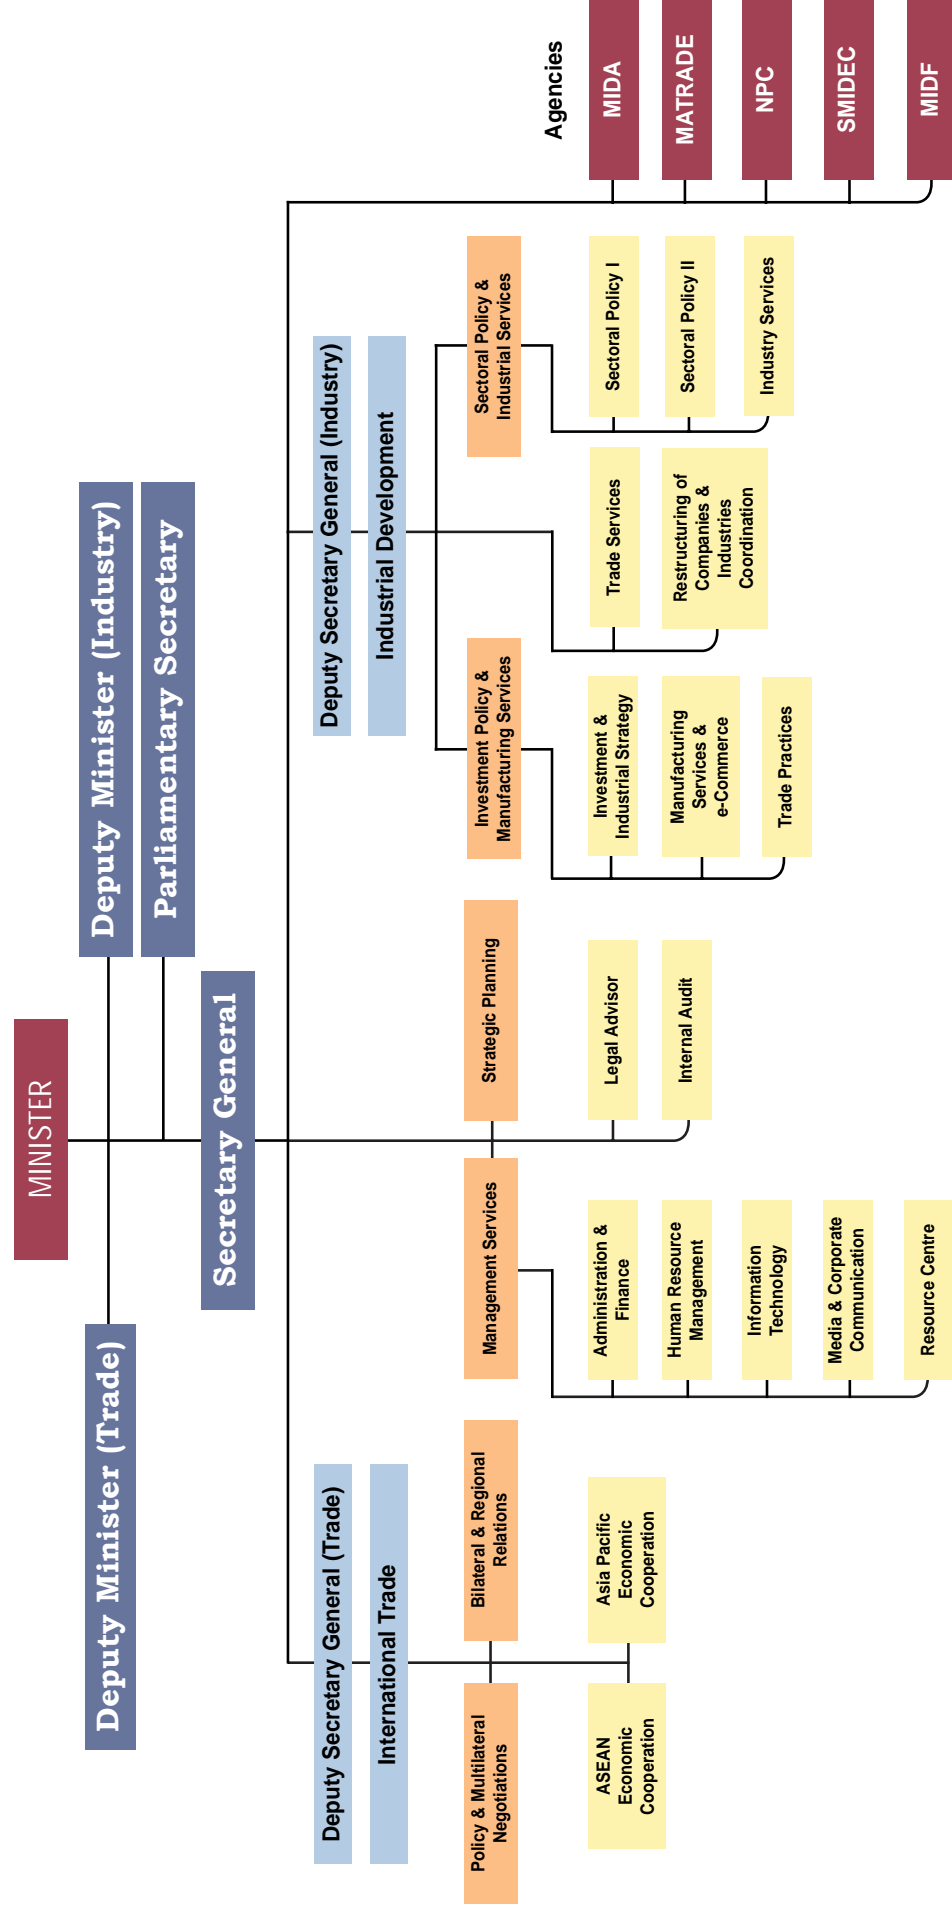 MINISTER
Deputy Minister (Trade)
Deputy Minister (Industry)
Parliamentary Secretary
Secretary General
Deputy Secretary General (Trade)
International Trade
Deputy Secretary General (Industry)
Industrial Development
Policy & Multilateral
Negotiations
Bilateral & Regional
Relations
Management Services
Strategic Planning
Investment Policy &
Manufacturing Services
Sectoral Policy &
Industrial Services
Agencies
ASEAN
Economic
Cooperation
Asia Pacific
Economic
Cooperation
Administration &
Finance
Human Resource
Management
Information
Technology
Media & Corporate
Communication
Resource Centre
Legal Advisor
Internal Audit
Investment &
Industrial Strategy
Manufacturing
Services &
e-Commerce
Trade Practices
Trade Services
Restructuring of
Companies &
Industries
Coordination
Sectoral Policy I
Sectoral Policy II
Industry Services
MIDA
MATRADE
NPC
SMIDEC
MIDF